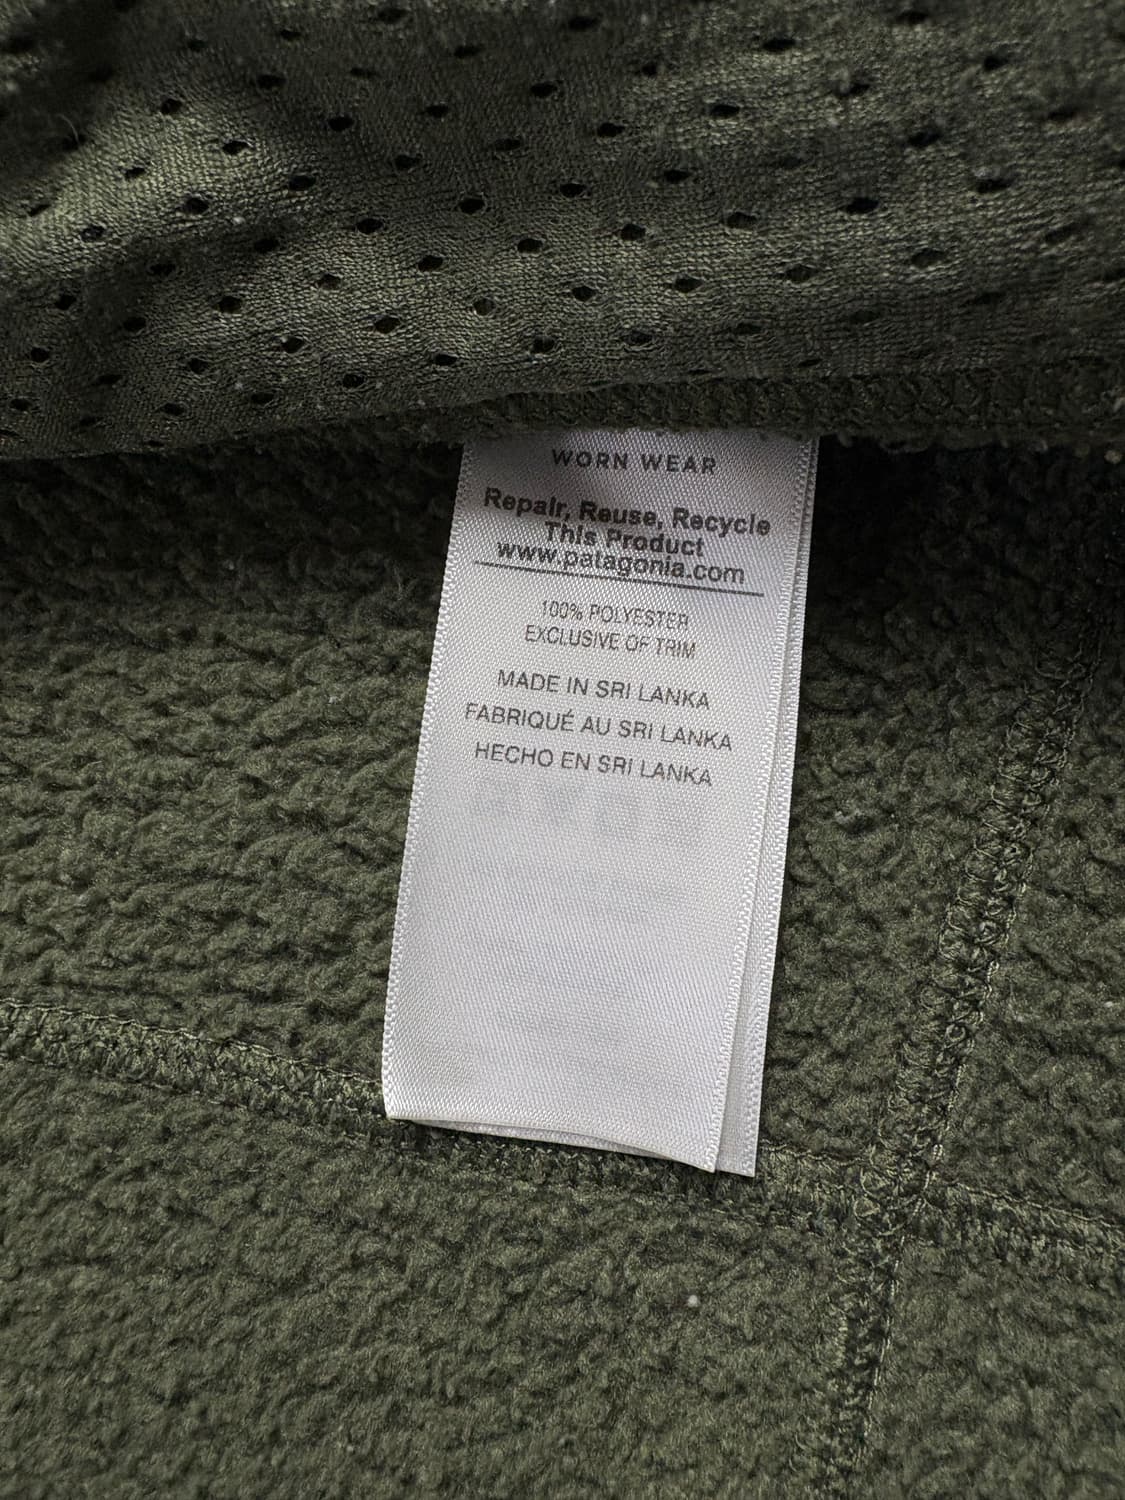 WORN WEAR
Repair, Reuse, Recycle
This Product
www.patagonia.com
100% POLYESTER
EXCLUSIVE OF TRIM
MADE IN SRI LANKA
FABRIQUÉ AU SRI LANKA
HECHO EN SRI LANKA